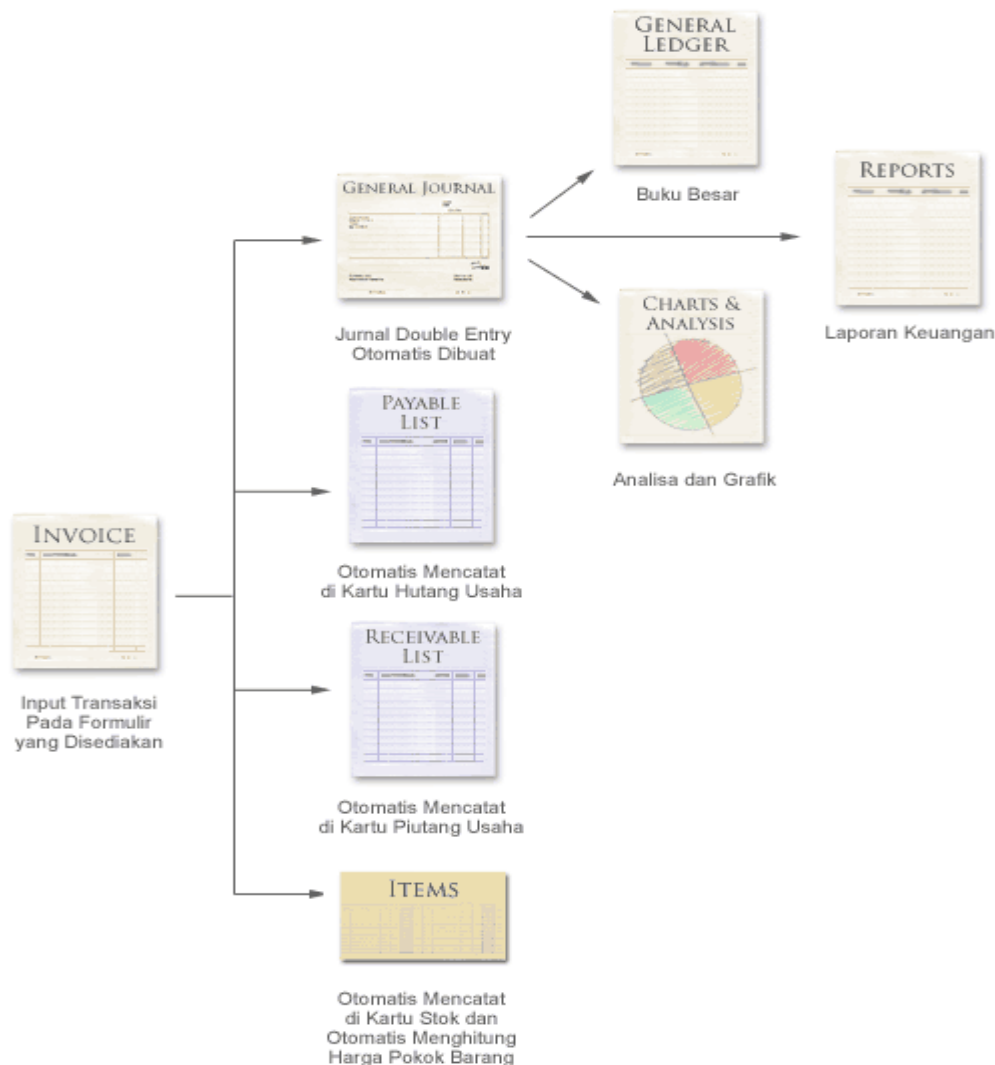 GENERAL
LEDGER
Buku Besar
GENERAL JOURNAL
Jurnal Double Entry
Otomatis Dibuat
REPORTS
Laporan Keuangan
CHARTS &
ANALYSIS
Analisa dan Grafik
PAYABLE
LIST
Otomatis Mencatat
di Kartu Hutang Usaha
INVOICE
Input Transaksi
Pada Formulir
yang Disediakan
RECEIVABLE
LIST
Otomatis Mencatat
di Kartu Piutang Usaha
ITEMS
Otomatis Mencatat
di Kartu Stok dan
Otomatis Menghitung
Harga Pokok Barang